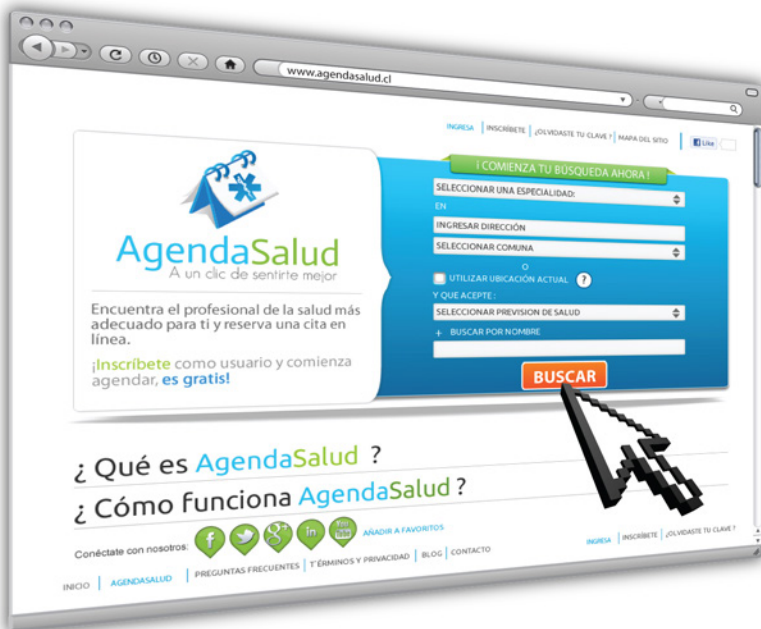 www.agendasalud.cl
INGRESA | INSCRÍBETE | ¿OLVIDASTE TU CLAVE ? | MAPA DEL SITIO | Like
¡ COMIENZA TU BÚSQUEDA AHORA !
SELECCIONAR UNA ESPECIALIDAD:
EN
INGRESAR DIRECCIÓN
SELECCIONAR COMUNA
O
UTILIZAR UBICACIÓN ACTUAL ?
Y QUE ACEPTE :
SELECCIONAR PREVISION DE SALUD
+ BUSCAR POR NOMBRE
BUSCAR
AgendaSalud
A un clic de sentirte mejor
Encuentra el profesional de la salud más
adecuado para ti y reserva una cita en
línea.
¡Inscríbete como usuario y comienza
agendar, es gratis!
¿ Qué es AgendaSalud ?
¿ Cómo funciona AgendaSalud ?
Conéctate con nosotros: f g+ in You Tube AÑADIR A FAVORITOS
INICIO | AGENDASALUD | PREGUNTAS FRECUENTES | T´ÉRMINOS Y PRIVACIDAD | BLOG | CONTACTO
INGRESA | INSCRÍBETE | ¿OLVIDASTE TU CLAVE ?